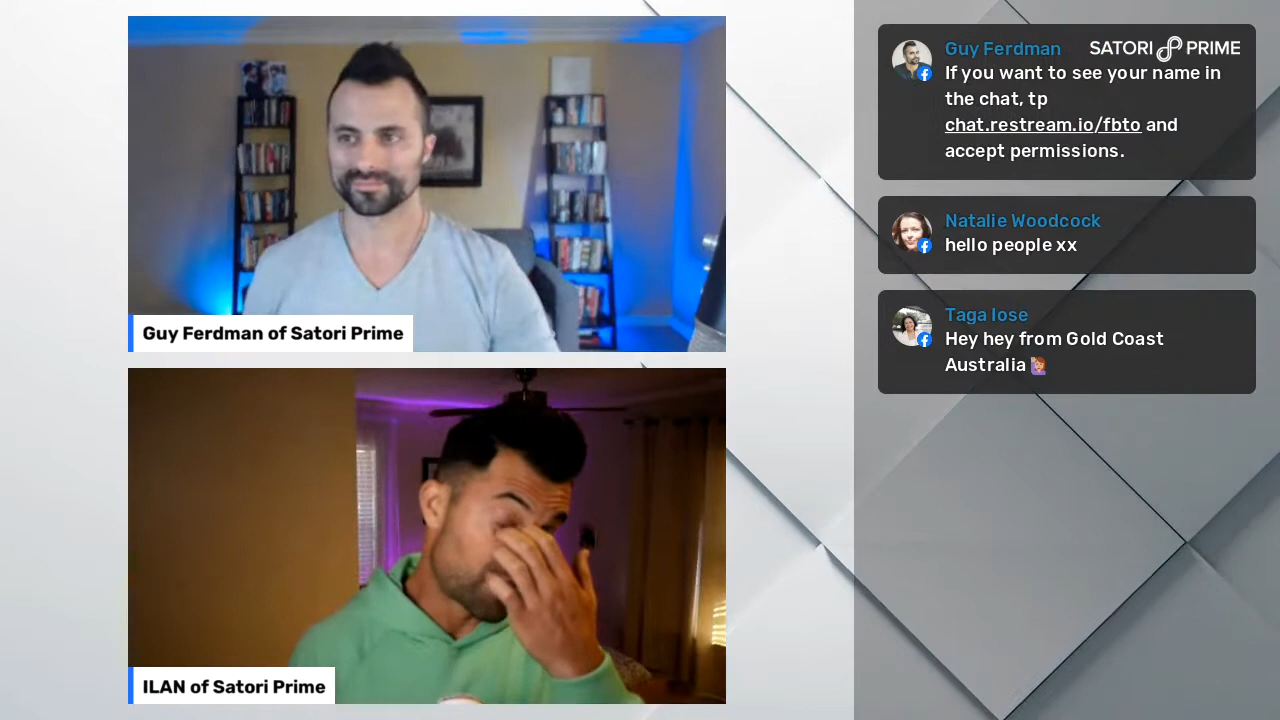 Guy Ferdman of Satori Prime
ILAN of Satori Prime
Guy Ferdman
SATORI PRIME
If you want to see your name in
the chat, tp
chat.restream.io/fbto and
accept permissions.
Natalie Woodcock
hello people xx
Taga Iose
Hey hey from Gold Coast
Australia 🙋🏽‍♀️